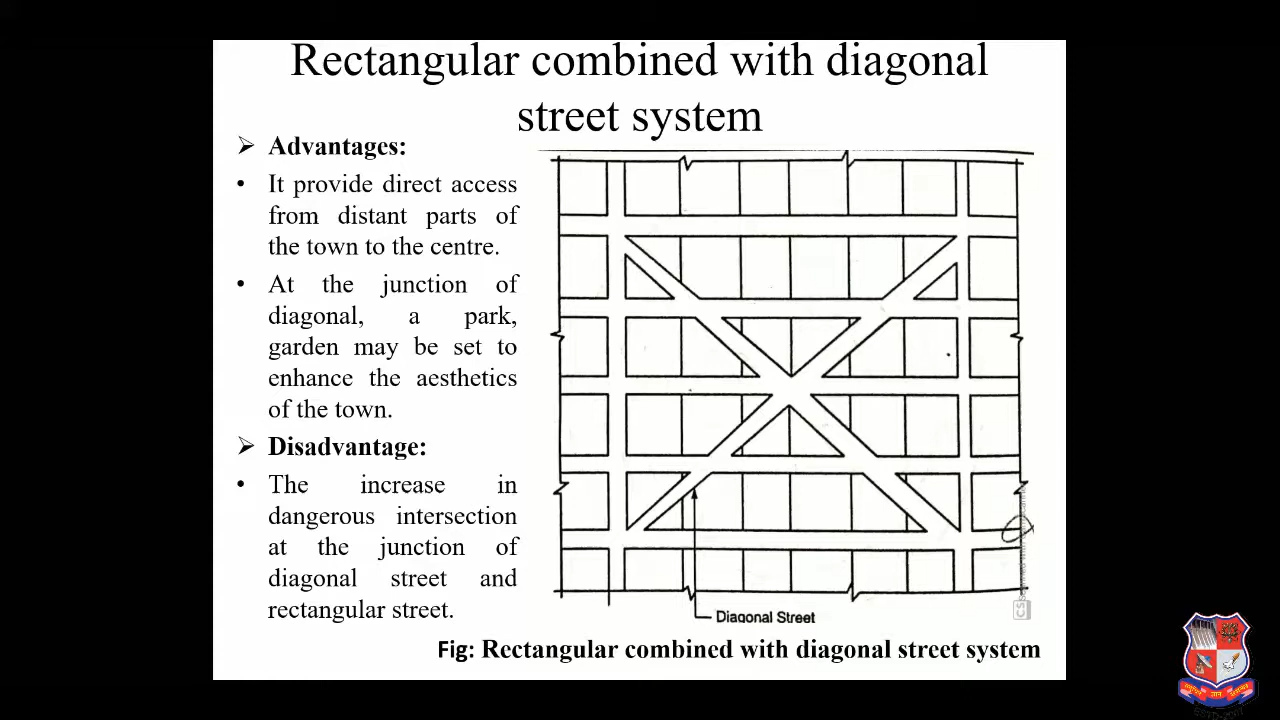 Rectangular combined with diagonal
street system
➢ Advantages:
• It provide direct access
from distant parts of
the town to the centre.
• At the junction of
diagonal, a park,
garden may be set to
enhance the aesthetics
of the town.
➢ Disadvantage:
• The increase in
dangerous intersection
at the junction of
diagonal street and
rectangular street.
Diagonal Street
CS
Fig: Rectangular combined with diagonal street system